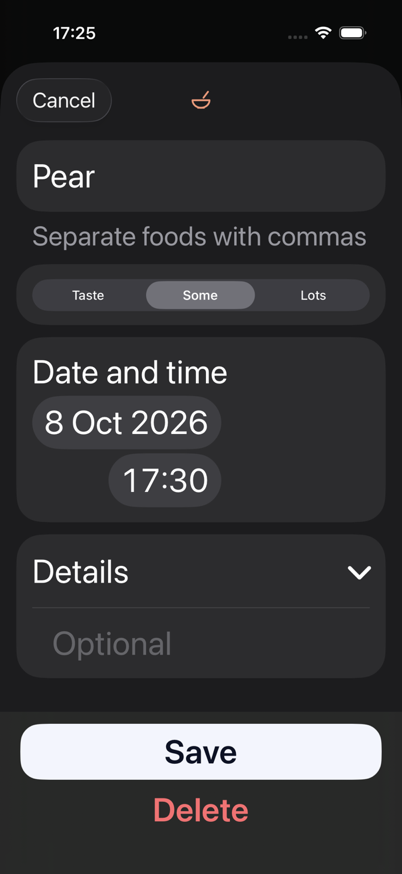 17:25
Cancel
Pear
Separate foods with commas
Taste Some Lots
Date and time
8 Oct 2026
17:30
Details
Optional
Save
Delete